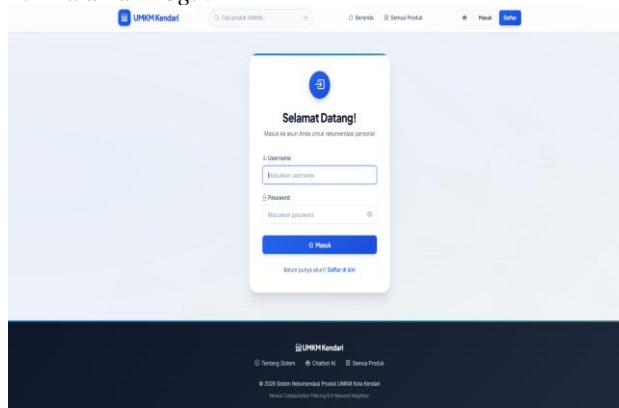 UMKM Kendari
Cari produk UMKM...
Beranda
Semua Produk
Masuk
Daftar
Selamat Datang!
Masuk ke akun Anda untuk rekomendasi personal
Username
Masukkan username
Password
Masukkan password
Masuk
Belum punya akun? Daftar di sini
UMKM Kendari
Tentang Sistem Chatbot AI Semua Produk
© 2026 Sistem Rekomendasi Produk UMKM Kota Kendari
Neural Collaborative Filtering & K-Nearest Neighbor